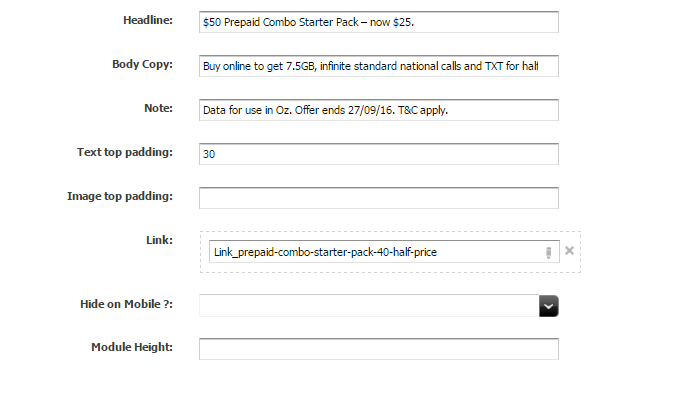 Headline: $50 Prepaid Combo Starter Pack – now $25.
Body Copy: Buy online to get 7.5GB, infinite standard national calls and TXT for half
Note: Data for use in Oz. Offer ends 27/09/16. T&C apply.
Text top padding: 30
Image top padding:
Link: Link_prepaid-combo-starter-pack-40-half-price
Hide on Mobile ?:
Module Height: